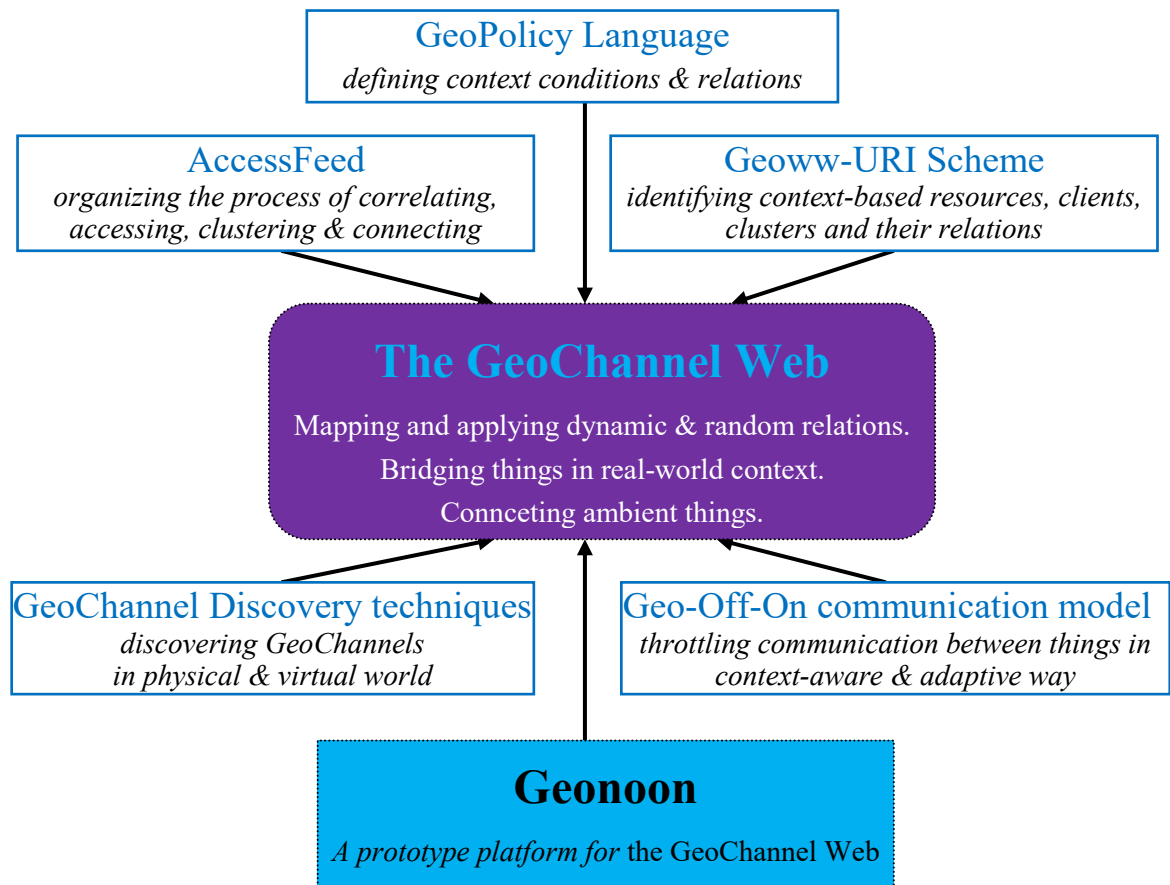 GeoPolicy Language
defining context conditions & relations
AccessFeed
organizing the process of correlating,
accessing, clustering & connecting
Geoww-URI Scheme
identifying context-based resources, clients,
clusters and their relations
The GeoChannel Web
Mapping and applying dynamic & random relations.
Bridging things in real-world context.
Connceting ambient things.
GeoChannel Discovery techniques
discovering GeoChannels
in physical & virtual world
Geo-Off-On communication model
throttling communication between things in
context-aware & adaptive way
Geonoon
A prototype platform for the GeoChannel Web